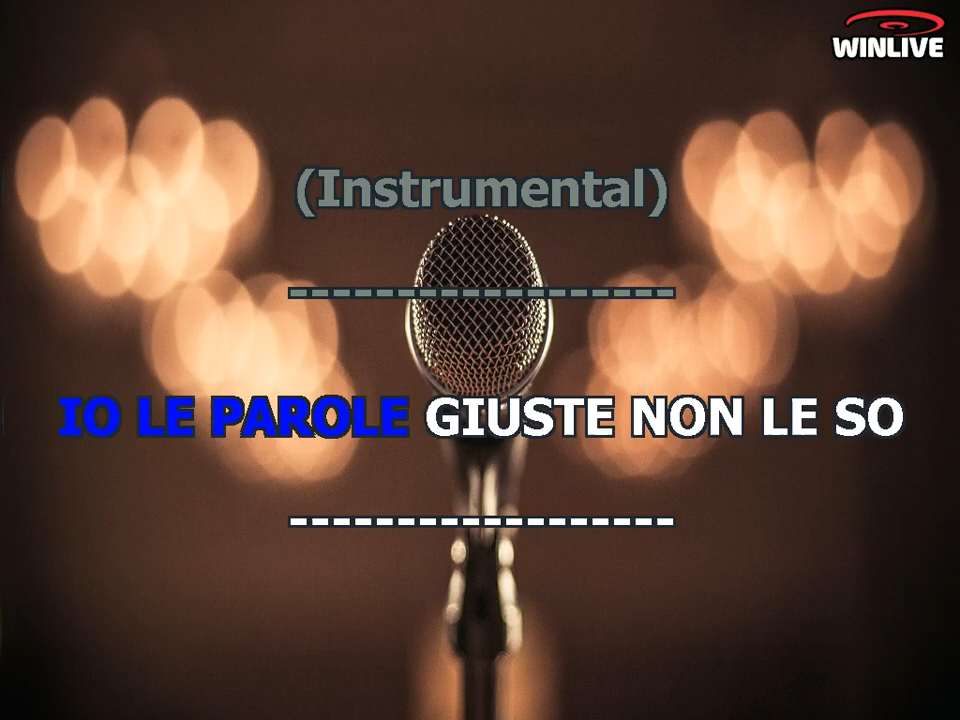 WINLIVE
(Instrumental)
------------------
IO LE PAROLE GIUSTE NON LE SO
------------------